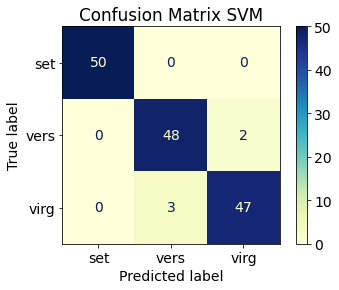 Confusion Matrix SVM
True label
set 50 0 0
vers 0 48 2
virg 0 3 47
set vers virg
Predicted label
50
40
30
20
10
0